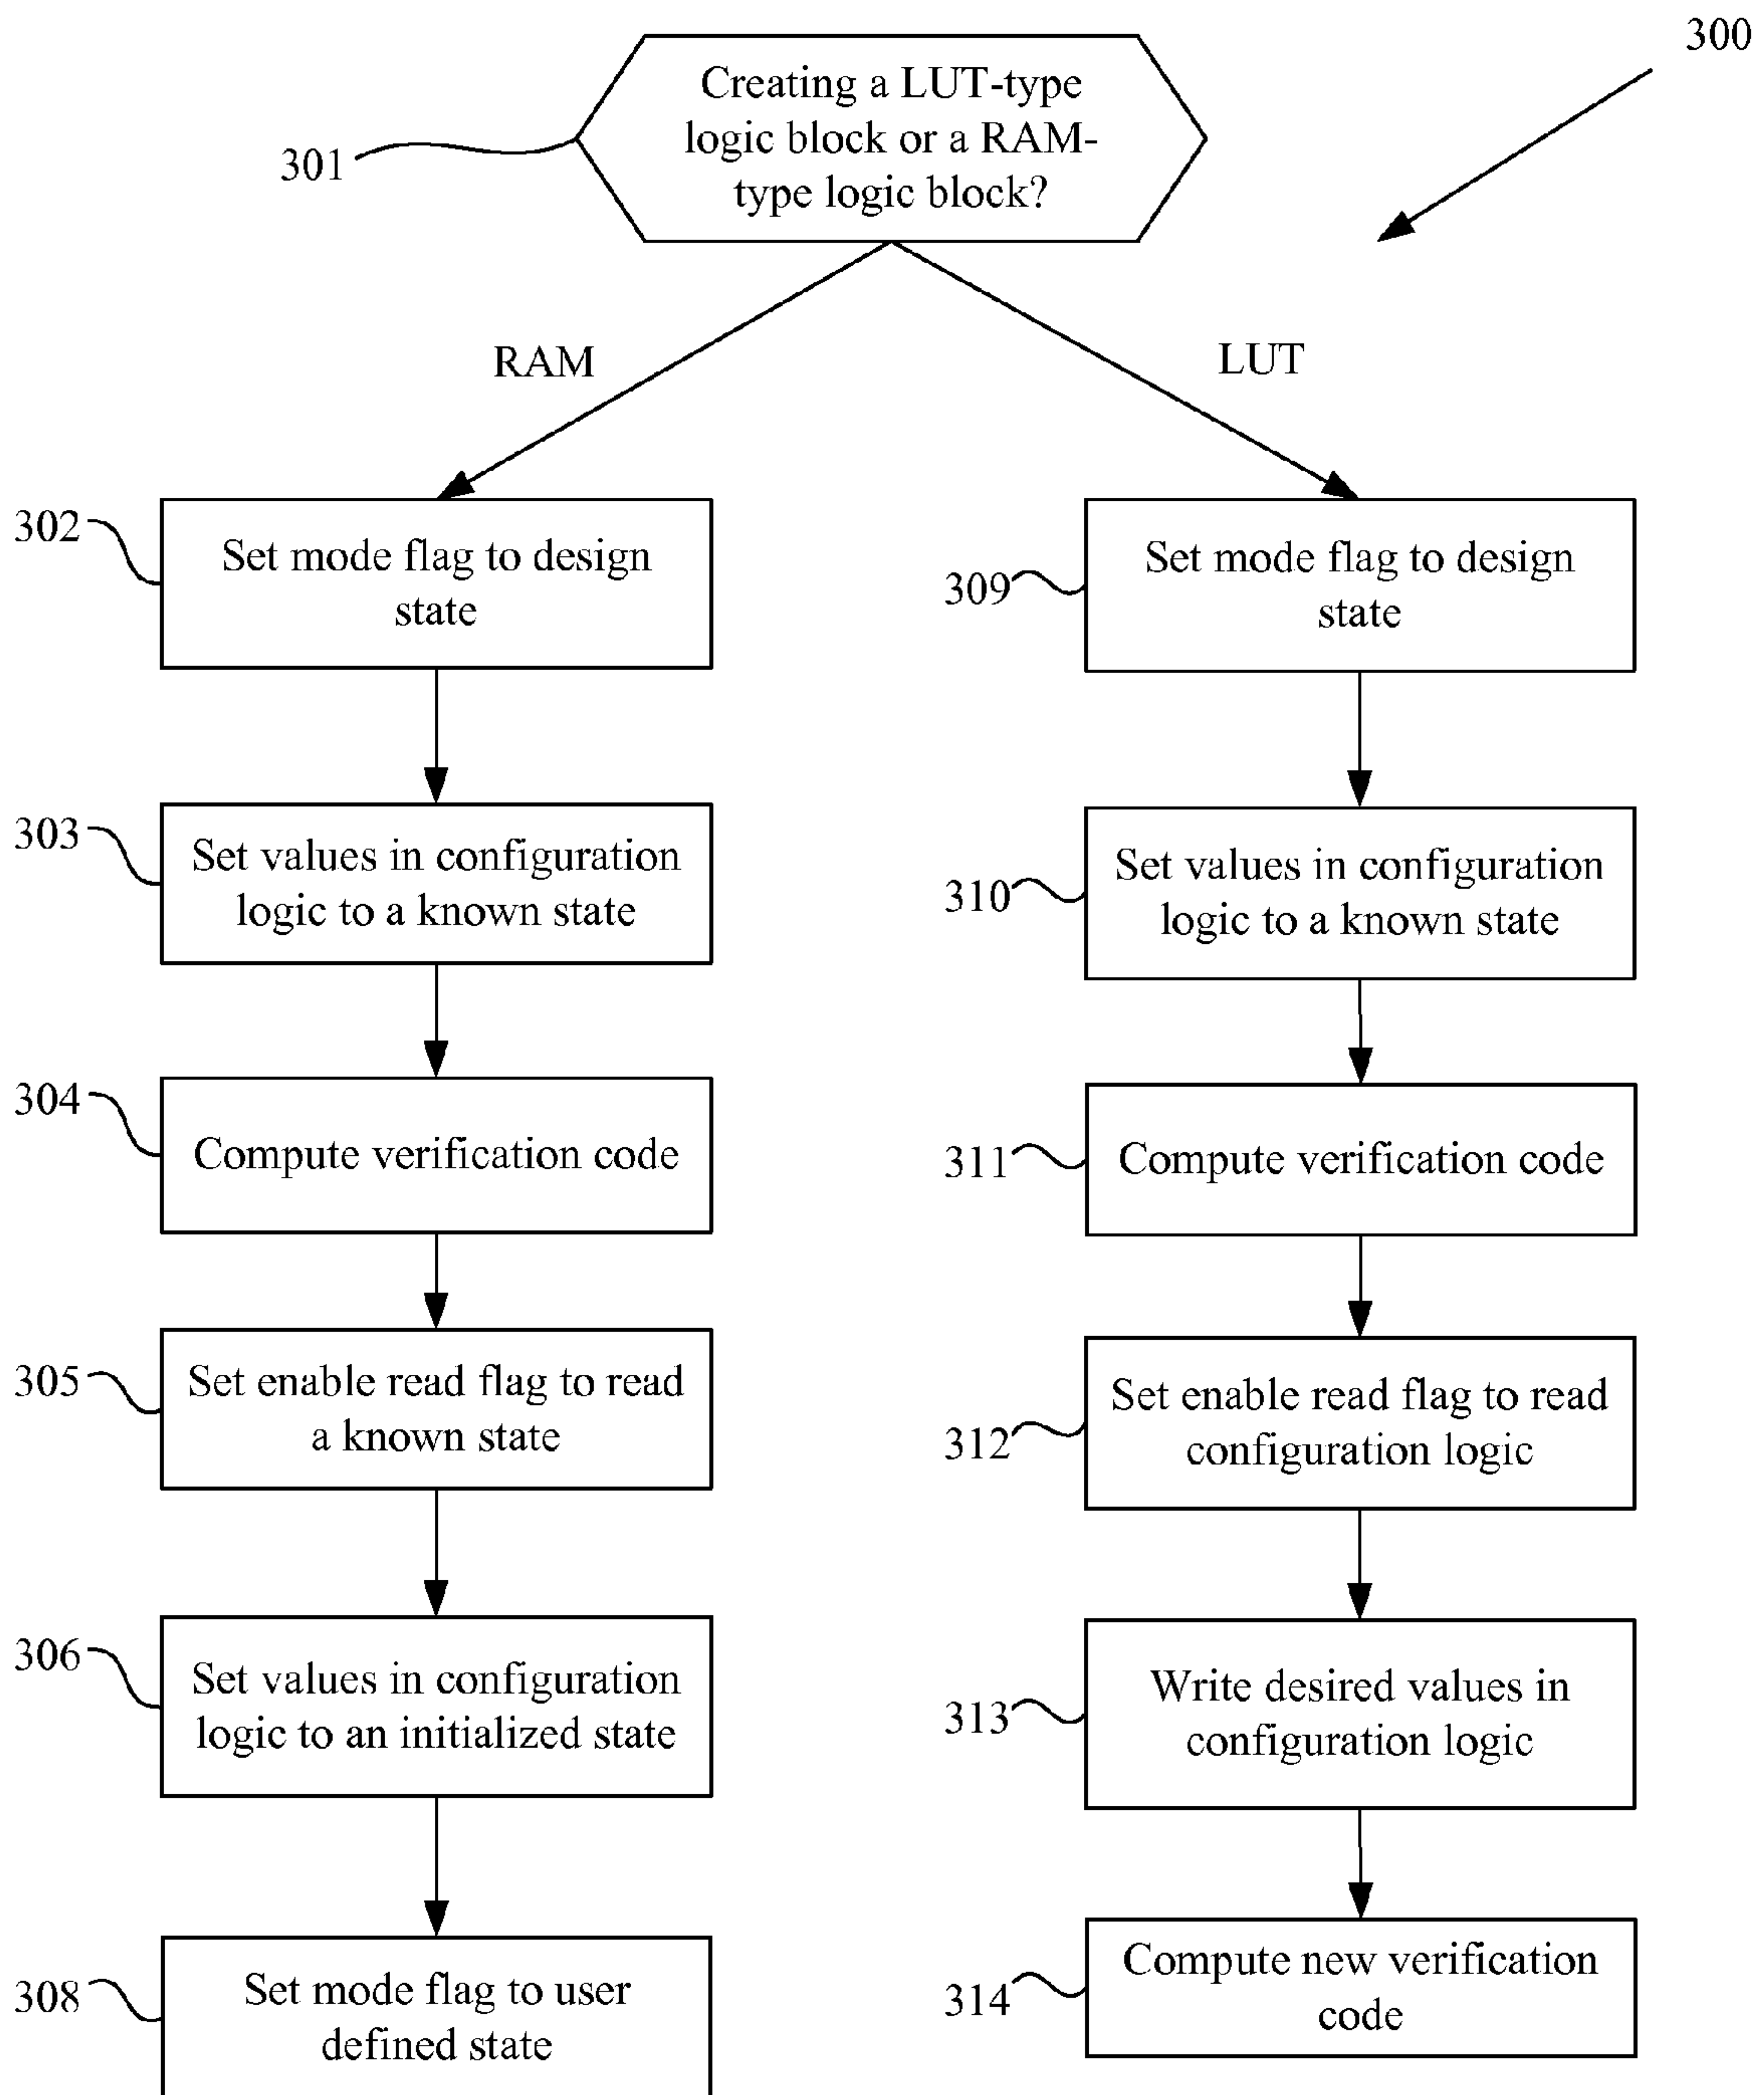 300
Creating a LUT-type
logic block or a RAM-
type logic block?
301
RAM
LUT
302
Set mode flag to design
state
303
Set values in configuration
logic to a known state
304
Compute verification code
305
Set enable read flag to read
a known state
306
Set values in configuration
logic to an initialized state
308
Set mode flag to user
defined state
309
Set mode flag to design
state
310
Set values in configuration
logic to a known state
311
Compute verification code
312
Set enable read flag to read
configuration logic
313
Write desired values in
configuration logic
314
Compute new verification
code